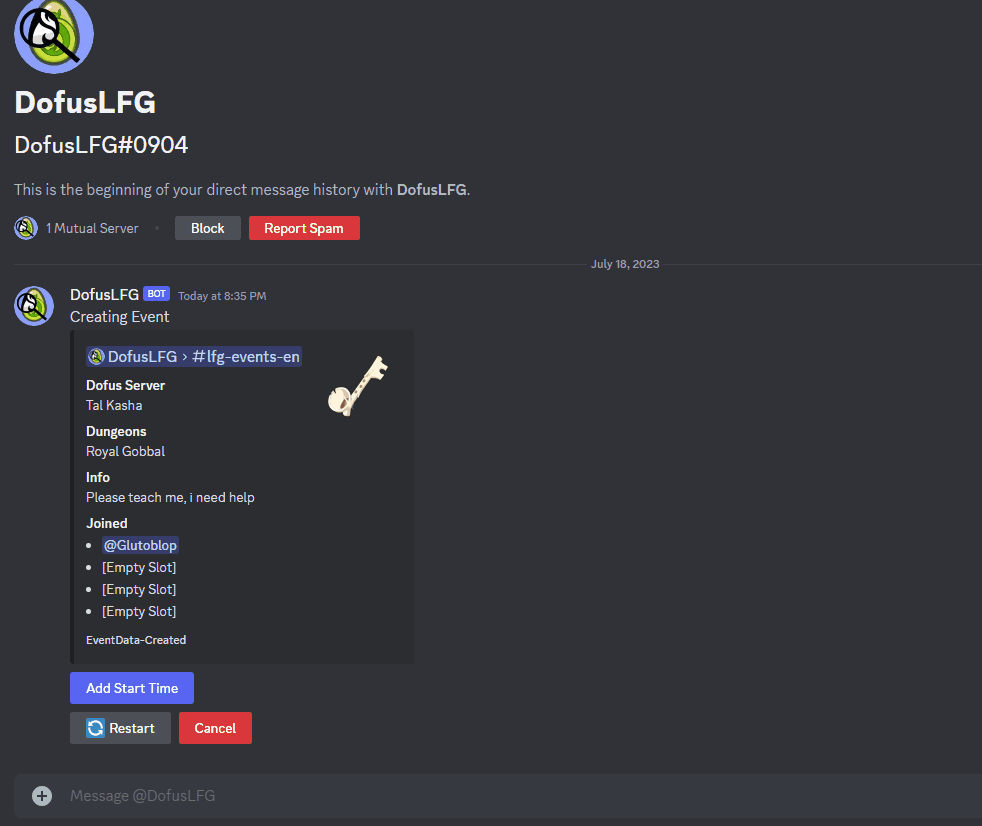 DofusLFG
DofusLFG#0904
This is the beginning of your direct message history with DofusLFG.
1 Mutual Server • Block Report Spam
July 18, 2023
DofusLFG BOT Today at 8:35 PM
Creating Event
DofusLFG › #lfg-events-en
Dofus Server
Tal Kasha
Dungeons
Royal Gobbal
Info
Please teach me, i need help
Joined
• @Glutoblop
• [Empty Slot]
• [Empty Slot]
• [Empty Slot]
EventData-Created
Add Start Time
Restart Cancel
Message @DofusLFG